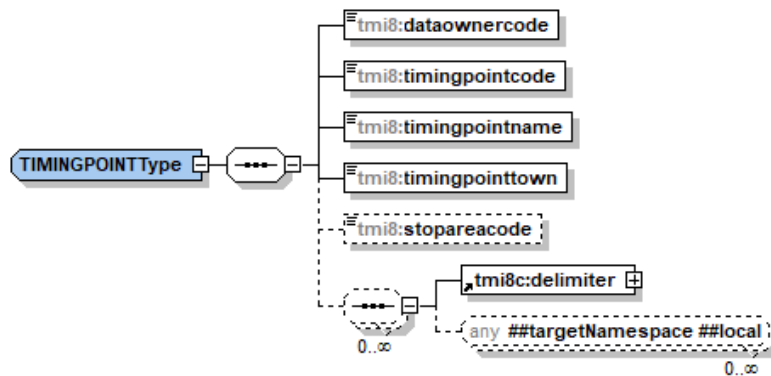 tmi8:dataownercode
tmi8:timingpointcode
tmi8:timingpointname
TIMINGPOINTType
tmi8:timingpointtown
tmi8:stopareacode
tmi8c:delimiter
any ##targetNamespace ##local
0..∞
0..∞